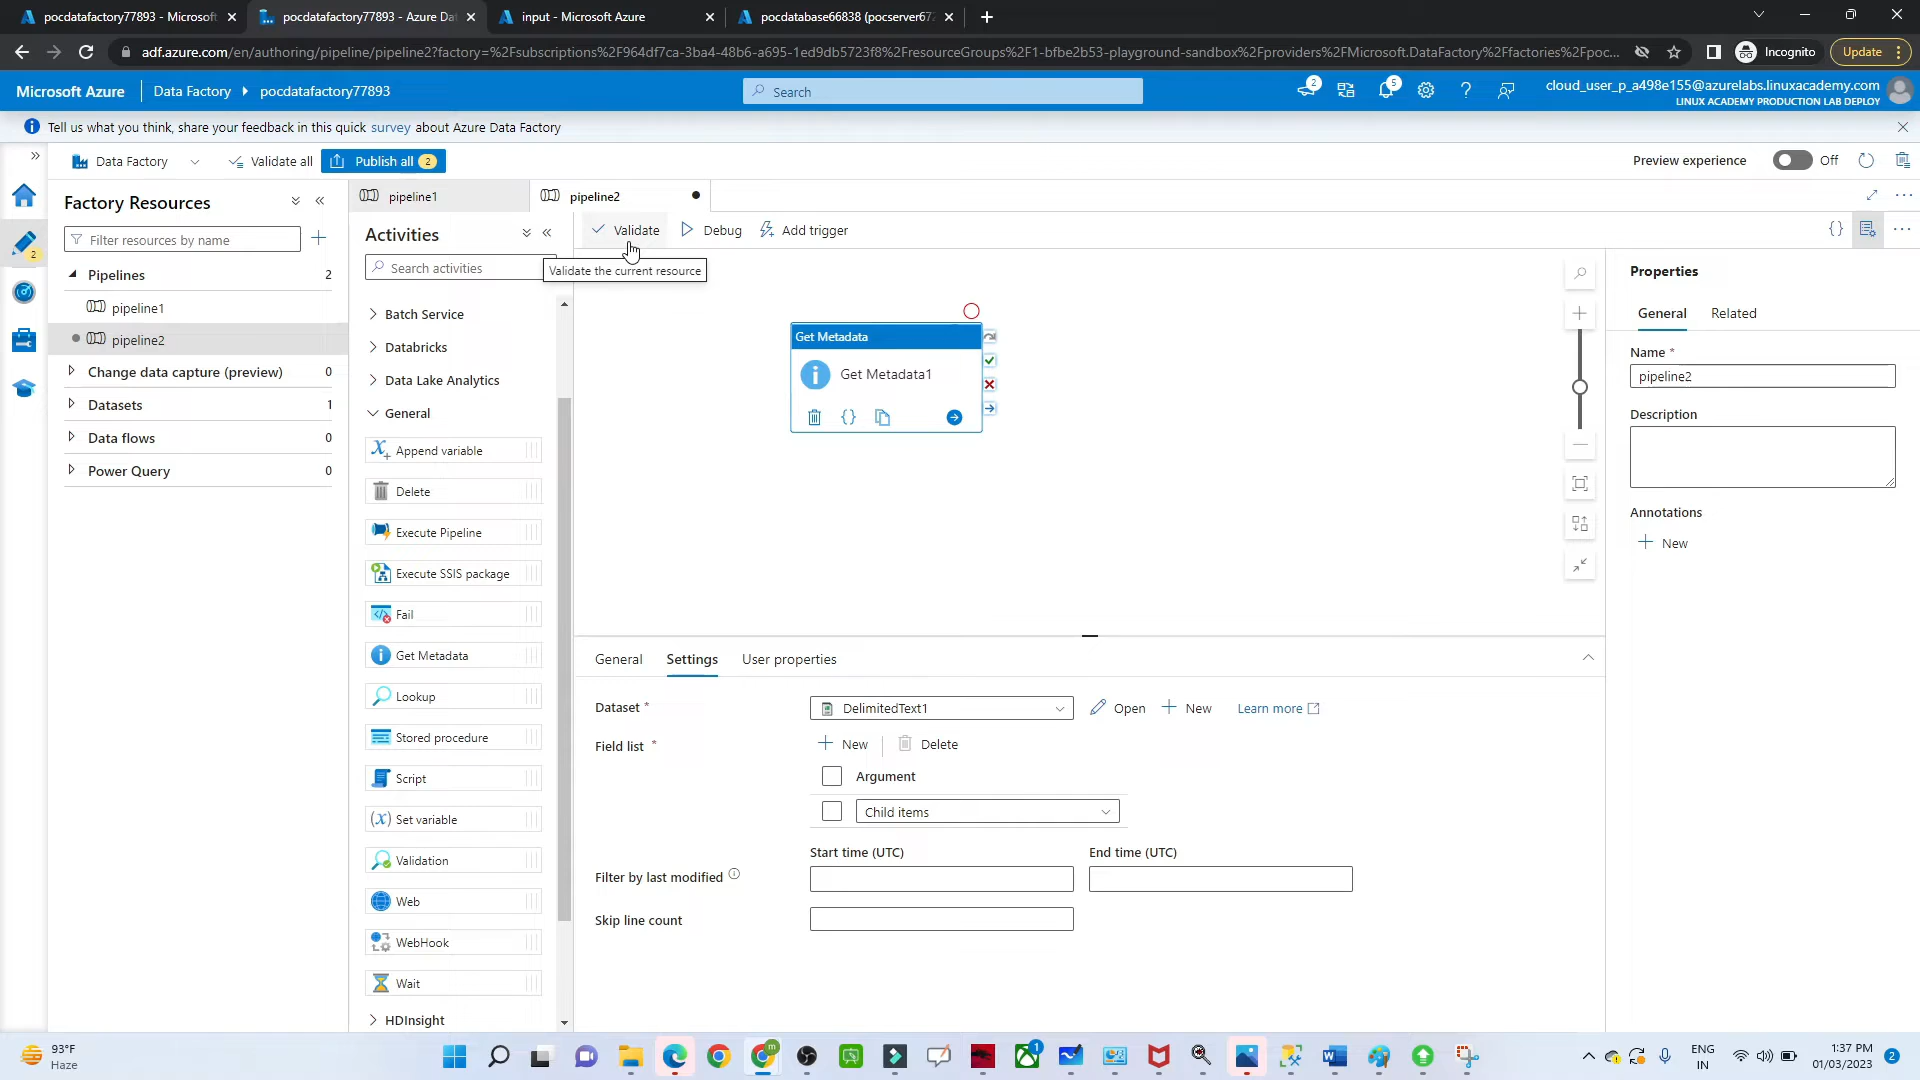 pocdatafactory77893 - Microsoft
pocdatafactory77893 - Azure Dat
input - Microsoft Azure
pocdatabase66838 (pocserver67
adf.azure.com/en/authoring/pipeline/pipeline2?factory=%2Fsubscriptions%2F964df7ca-3ba4-48b6-a695-1ed9db5723f8%2FresourceGroups%2F1-bfbe2b53-playground-sandbox%2Fproviders%2FMicrosoft.DataFactory%2Ffactories%2Fpoc...
Incognito
Update
Microsoft Azure
Data Factory
pocdatafactory77893
Search
2
5
cloud_user_p_a498e155@azurelabs.linuxacademy.com
LINUX ACADEMY PRODUCTION LAB DEPLOY
Tell us what you think, share your feedback in this quick survey about Azure Data Factory
Data Factory
Validate all
Publish all 2
Preview experience
Off
2
Factory Resources
Filter resources by name
Pipelines 2
pipeline1
pipeline2
Change data capture (preview) 0
Datasets 1
Data flows 0
Power Query 0
pipeline1
pipeline2
Activities
Search activities
Batch Service
Databricks
Data Lake Analytics
General
Append variable
Delete
Execute Pipeline
Execute SSIS package
Fail
Get Metadata
Lookup
Stored procedure
Script
Set variable
Validation
Web
WebHook
Wait
HDInsight
Validate
Debug
Add trigger
Validate the current resource
Get Metadata
Get Metadata1
General
Settings
User properties
Dataset *
DelimitedText1
Open
New
Learn more
Field list *
New
Delete
Argument
Child items
Start time (UTC)
End time (UTC)
Filter by last modified
Skip line count
Properties
General
Related
Name *
pipeline2
Description
Annotations
New
93°F
Haze
m
1
ENG
IN
1:37 PM
01/03/2023
2